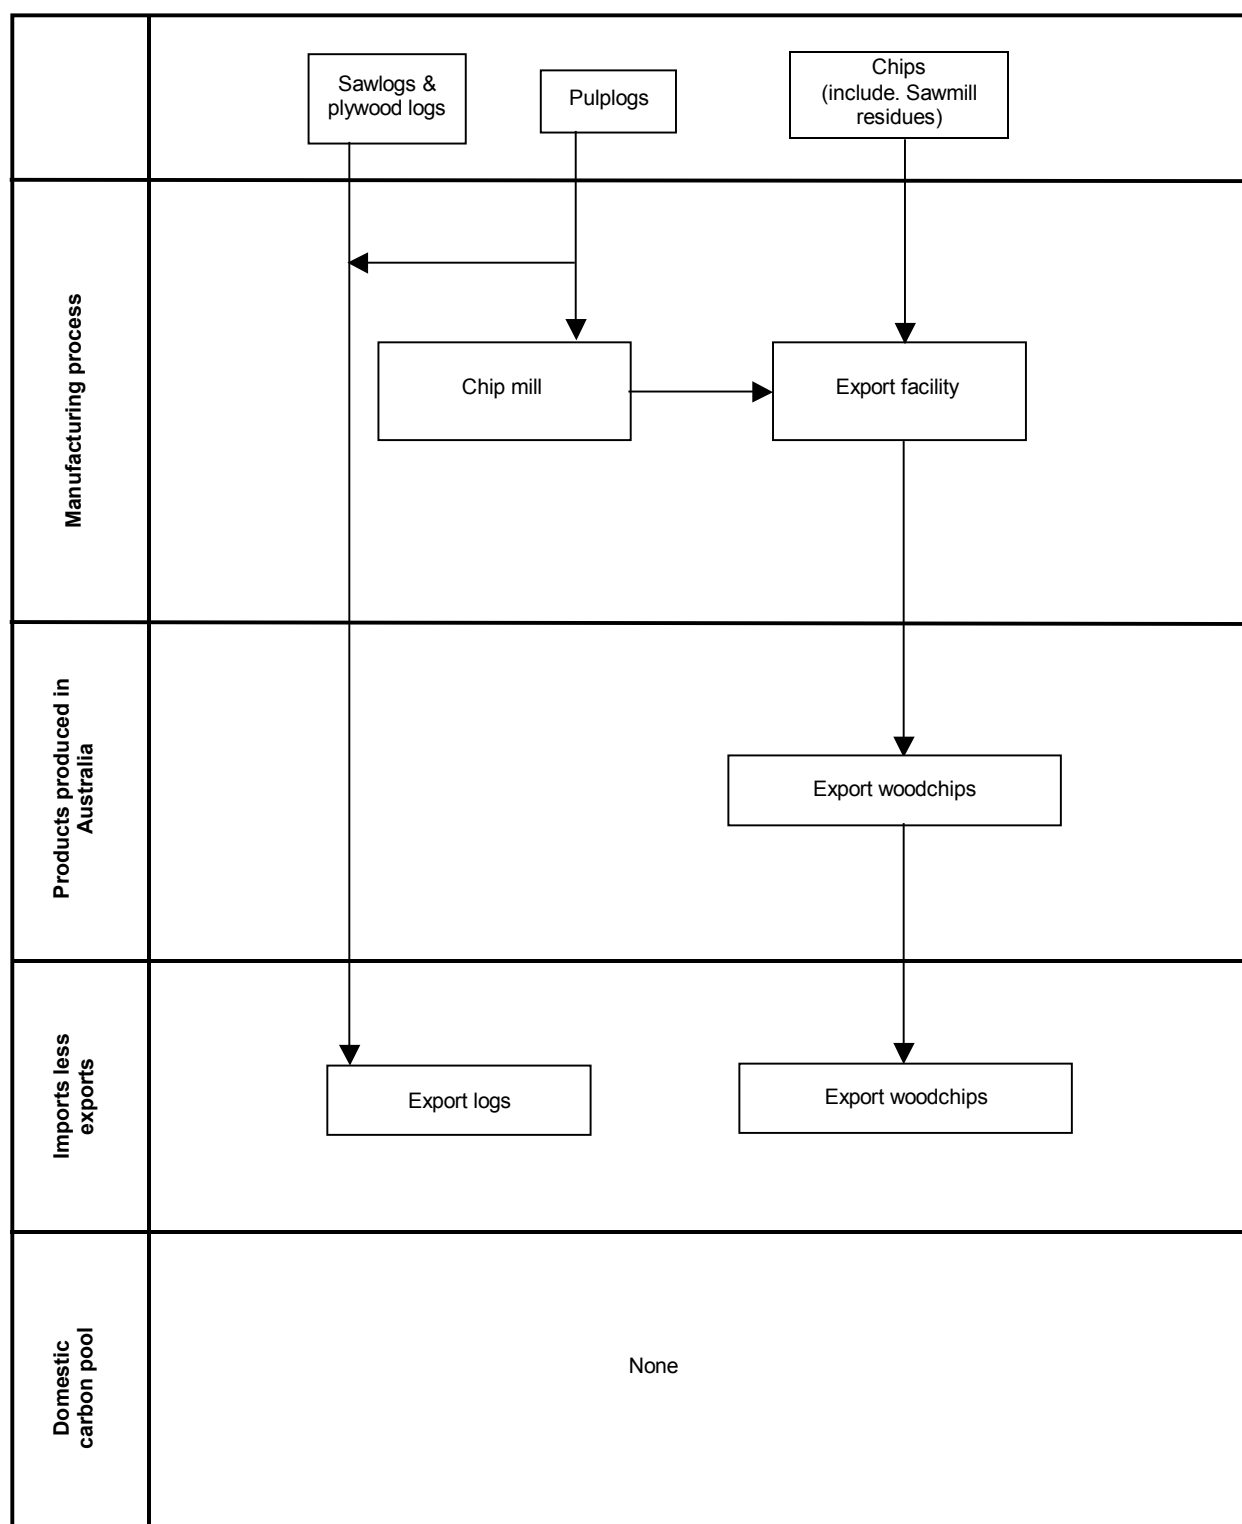 Sawlogs &
plywood logs
Pulplogs
Chips
(include. Sawmill
residues)
Manufacturing process
Chip mill
Export facility
Products produced in
Australia
Export woodchips
Imports less
exports
Export logs
Export woodchips
Domestic
carbon pool
None